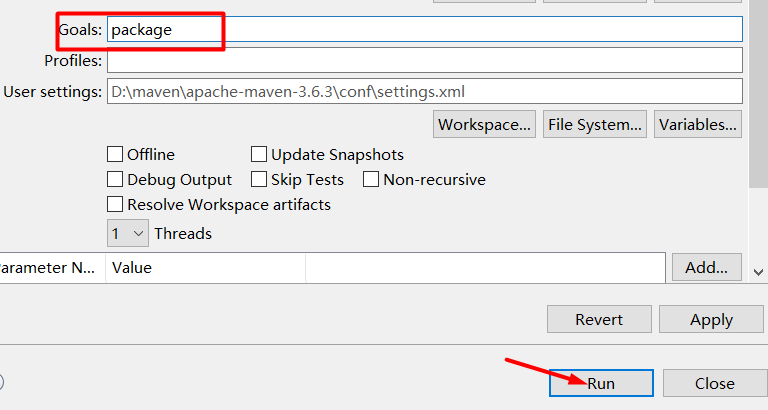 Goals: package
Profiles:
User settings: D:\maven\apache-maven-3.6.3\conf\settings.xml
Workspace... File System... Variables...
Offline Update Snapshots
Debug Output Skip Tests Non-recursive
Resolve Workspace artifacts
1 Threads
Parameter N... Value Add...
Revert Apply
Run Close